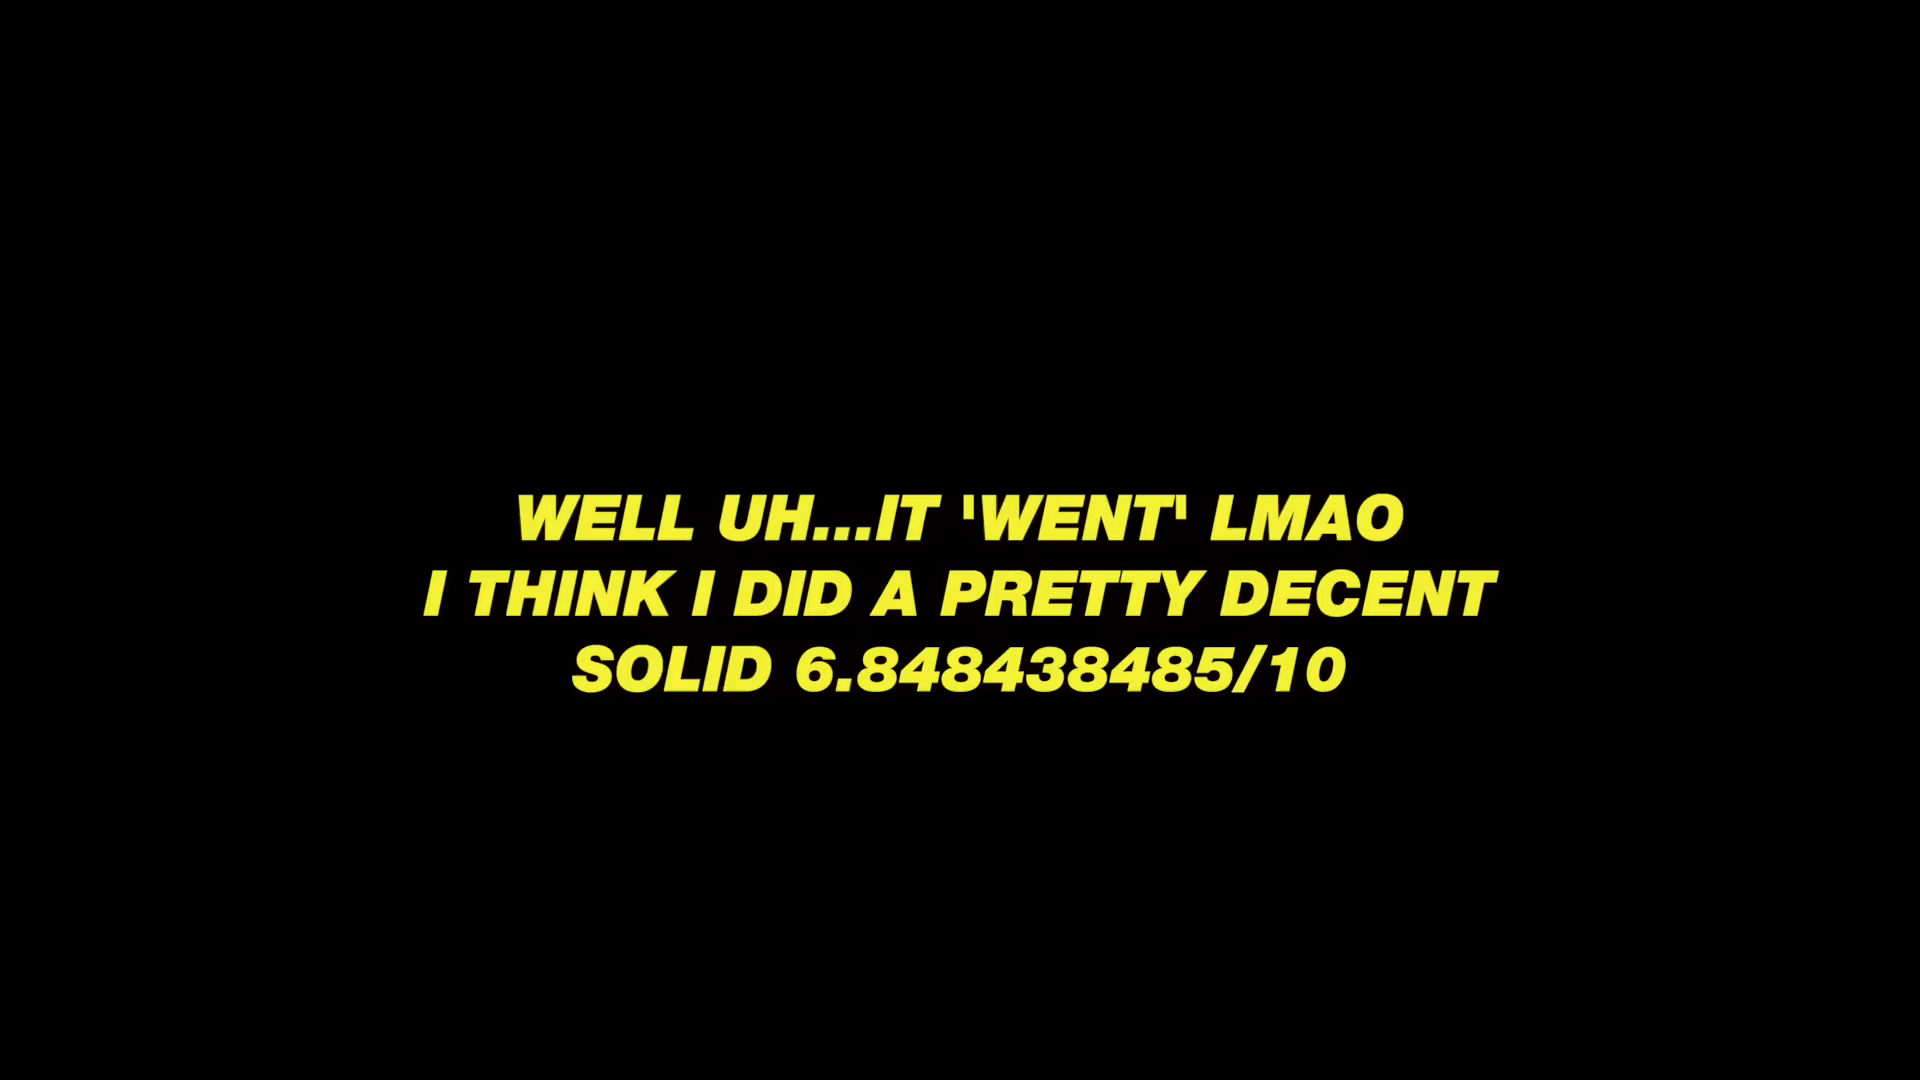 WELL UH...IT 'WENT' LMAO
I THINK I DID A PRETTY DECENT
SOLID 6.848438485/10